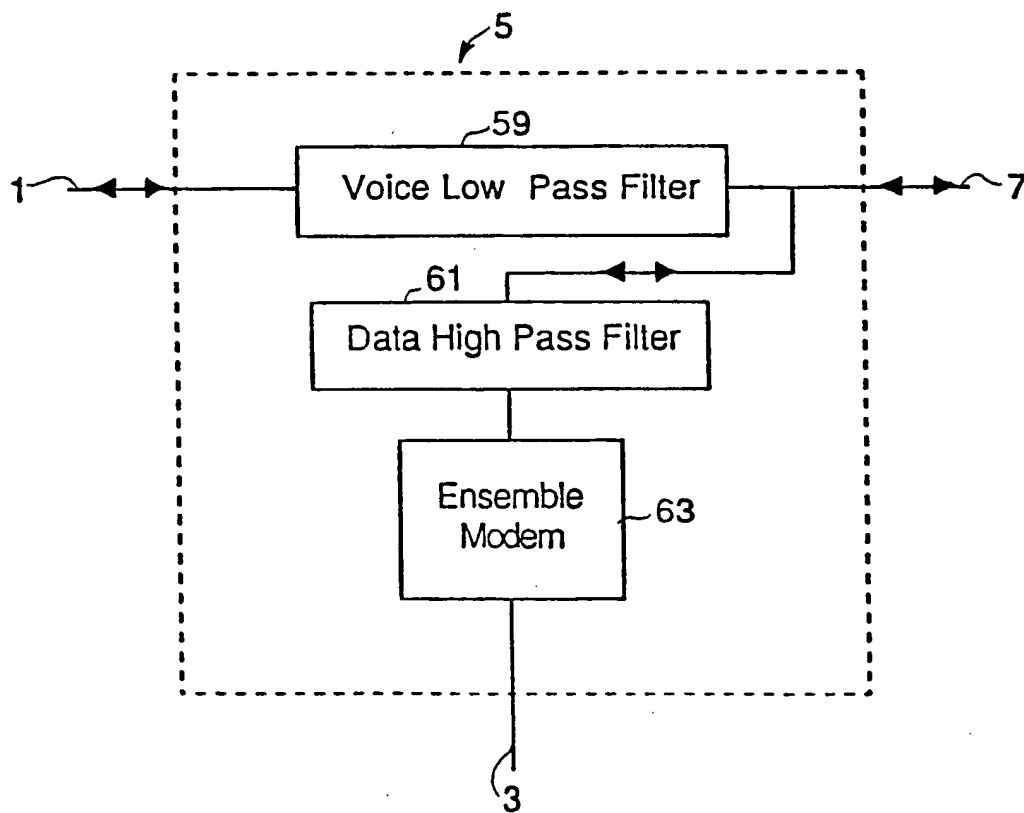 5
59
1
Voice Low Pass Filter
7
61
Data High Pass Filter
Ensemble
Modem
63
3